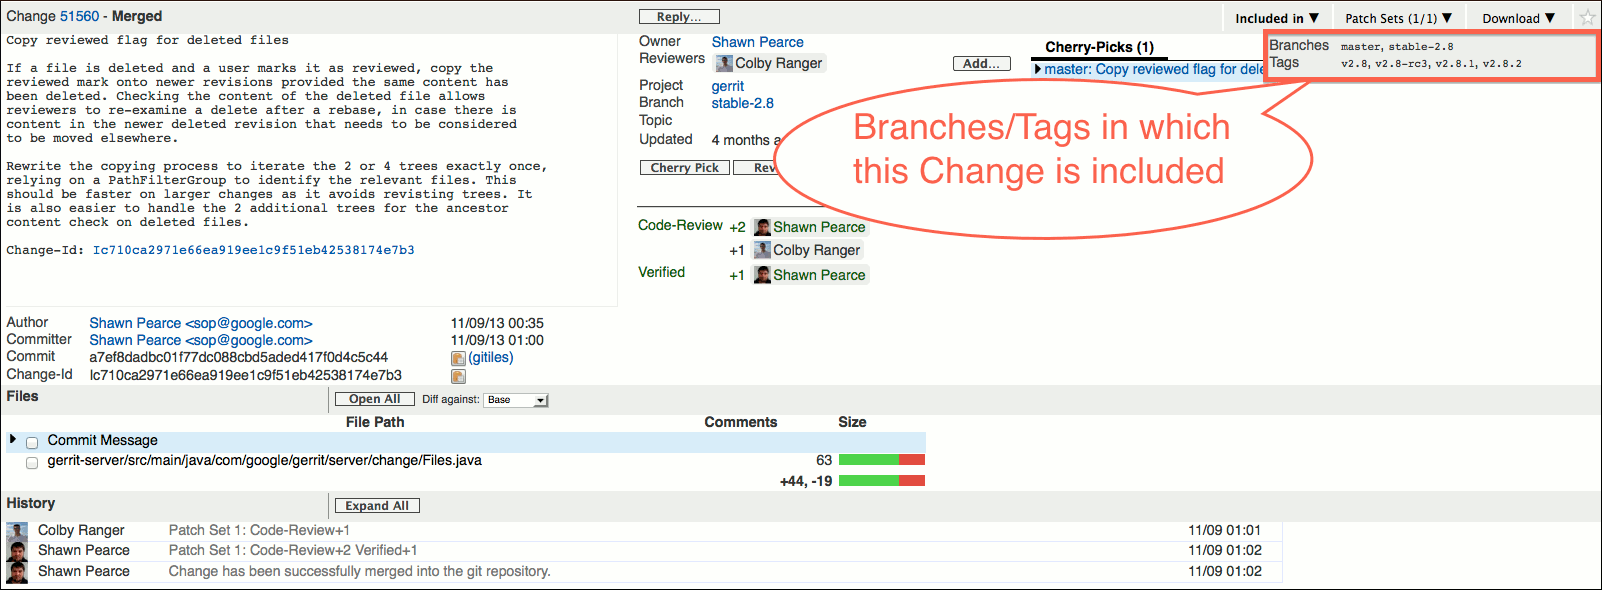 Change 51560 - Merged
Reply...
Included in ▼
Patch Sets (1/1) ▼
Download ▼
Copy reviewed flag for deleted files
If a file is deleted and a user marks it as reviewed, copy the
reviewed mark onto newer revisions provided the same content has
been deleted. Checking the content of the deleted file allows
reviewers to re-examine a delete after a rebase, in case there is
content in the newer deleted revision that needs to be considered
to be moved elsewhere.
Rewrite the copying process to iterate the 2 or 4 trees exactly once,
relying on a PathFilterGroup to identify the relevant files. This
should be faster on larger changes as it avoids revisting trees. It
is also easier to handle the 2 additional trees for the ancestor
content check on deleted files.
Change-Id: Ic710ca2971e66ea919ee1c9f51eb42538174e7b3
Owner Shawn Pearce
Reviewers Colby Ranger
Add...
Project gerrit
Branch stable-2.8
Topic
Updated 4 months a
Cherry Pick
Rev
Cherry-Picks (1)
master: Copy reviewed flag for dele
Branches master, stable-2.8
Tags v2.8, v2.8-rc3, v2.8.1, v2.8.2
Branches/Tags in which
this Change is included
Code-Review +2 Shawn Pearce
+1 Colby Ranger
Verified +1 Shawn Pearce
Author Shawn Pearce <sop@google.com> 11/09/13 00:35
Committer Shawn Pearce <sop@google.com> 11/09/13 01:00
Commit a7ef8dadbc01f77dc088cbd5aded417f0d4c5c44 (gitiles)
Change-Id Ic710ca2971e66ea919ee1c9f51eb42538174e7b3
Files
Open All
Diff against: Base
File Path Comments Size
Commit Message
gerrit-server/src/main/java/com/google/gerrit/server/change/Files.java 63
+44, -19
History
Expand All
Colby Ranger Patch Set 1: Code-Review+1 11/09 01:01
Shawn Pearce Patch Set 1: Code-Review+2 Verified+1 11/09 01:02
Shawn Pearce Change has been successfully merged into the git repository. 11/09 01:02